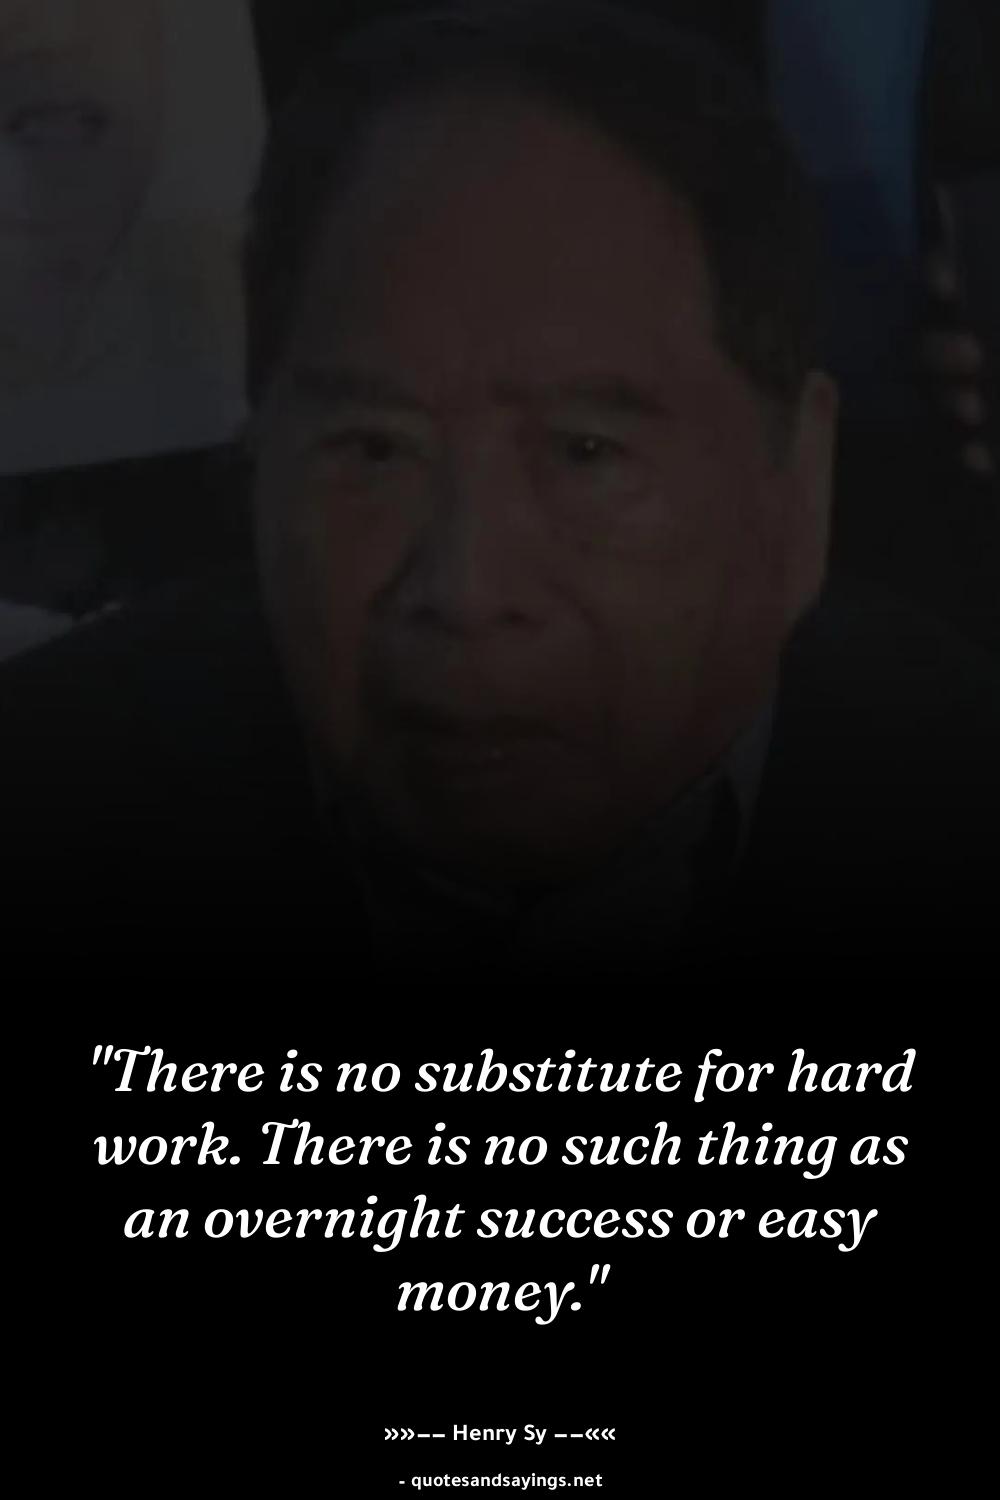 "There is no substitute for hard
work. There is no such thing as
an overnight success or easy
money."
»»−− Henry Sy −−««
- quotesandsayings.net